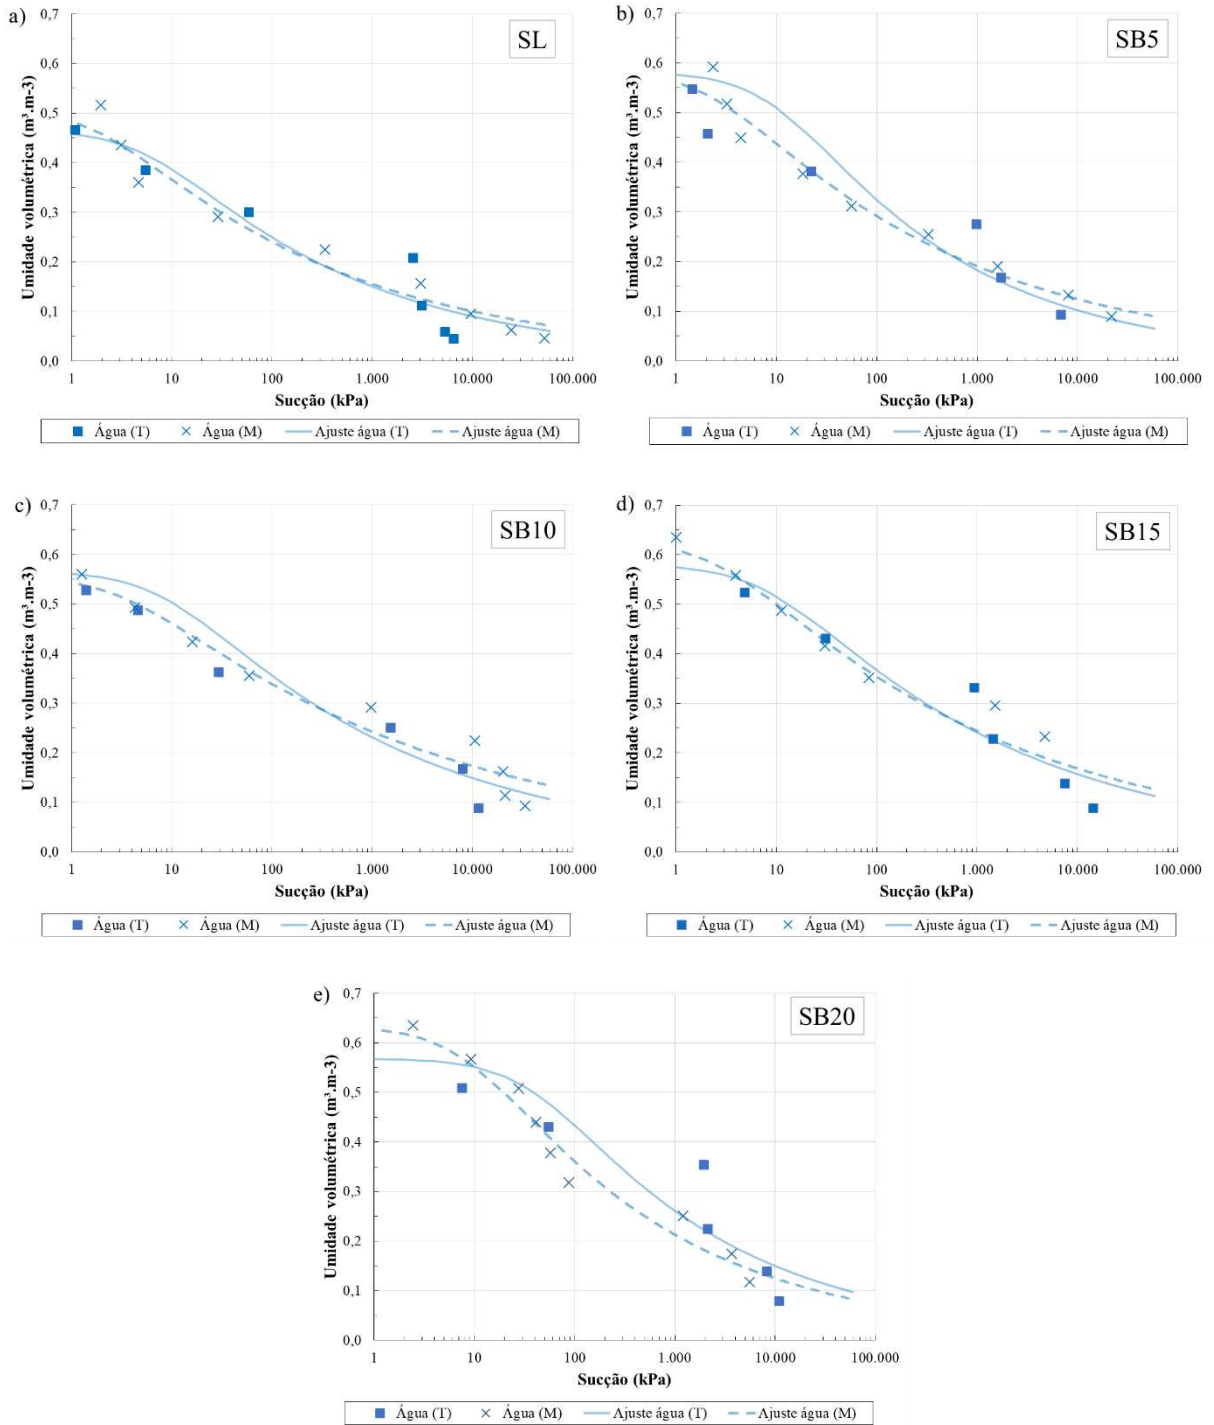 a)
SL
Umidade volumétrica (m³.m-3)
0,7
0,6
0,5
0,4
0,3
0,2
0,1
0,0
1 10 100 1.000 10.000 100.000
Sucção (kPa)
Água (T) Água (M) Ajuste água (T) Ajuste água (M)
b)
SB5
Umidade volumétrica (m³.m-3)
0,7
0,6
0,5
0,4
0,3
0,2
0,1
0,0
1 10 100 1.000 10.000 100.000
Sucção (kPa)
Água (T) Água (M) Ajuste água (T) Ajuste água (M)
c)
SB10
Umidade volumétrica (m³.m-3)
0,7
0,6
0,5
0,4
0,3
0,2
0,1
0,0
1 10 100 1.000 10.000 100.000
Sucção (kPa)
Água (T) Água (M) Ajuste água (T) Ajuste água (M)
d)
SB15
Umidade volumétrica (m³.m-3)
0,7
0,6
0,5
0,4
0,3
0,2
0,1
0,0
1 10 100 1.000 10.000 100.000
Sucção (kPa)
Água (T) Água (M) Ajuste água (T) Ajuste água (M)
e)
SB20
Umidade volumétrica (m³.m-3)
0,7
0,6
0,5
0,4
0,3
0,2
0,1
0,0
1 10 100 1.000 10.000 100.000
Sucção (kPa)
Água (T) Água (M) Ajuste água (T) Ajuste água (M)